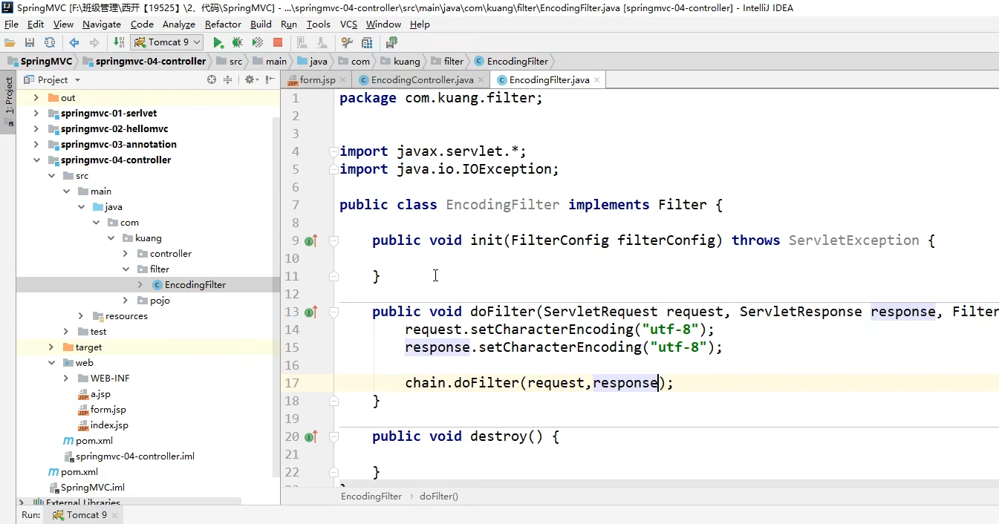 SpringMVC [F:\班级管理\西开【19525】\2、代码\SpringMVC] - ...\springmvc-04-controller\src\main\java\com\kuang\filter\EncodingFilter.java [springmvc-04-controller] - IntelliJ IDEA
File Edit View Navigate Code Analyze Refactor Build Run Tools VCS Window Help
Tomcat 9
SpringMVC springmvc-04-controller src main java com kuang filter EncodingFilter
1: Project
Project
out
springmvc-01-serlvet
springmvc-02-hellomvc
springmvc-03-annotation
springmvc-04-controller
src
main
java
com
kuang
controller
filter
EncodingFilter
pojo
resources
test
target
web
WEB-INF
a.jsp
form.jsp
index.jsp
pom.xml
springmvc-04-controller.iml
pom.xml
SpringMVC.iml
External Libraries
form.jsp EncodingController.java EncodingFilter.java
1 package com.kuang.filter;
2
3
4 import javax.servlet.*;
5 import java.io.IOException;
6
7 public class EncodingFilter implements Filter {
8
9 public void init(FilterConfig filterConfig) throws ServletException {
10
11 }
12
13 public void doFilter(ServletRequest request, ServletResponse response, Filter
14 request.setCharacterEncoding("utf-8");
15 response.setCharacterEncoding("utf-8");
16
17 chain.doFilter(request,response);
18 }
19
20 public void destroy() {
21
22 }
EncodingFilter › doFilter()
Run: Tomcat 9